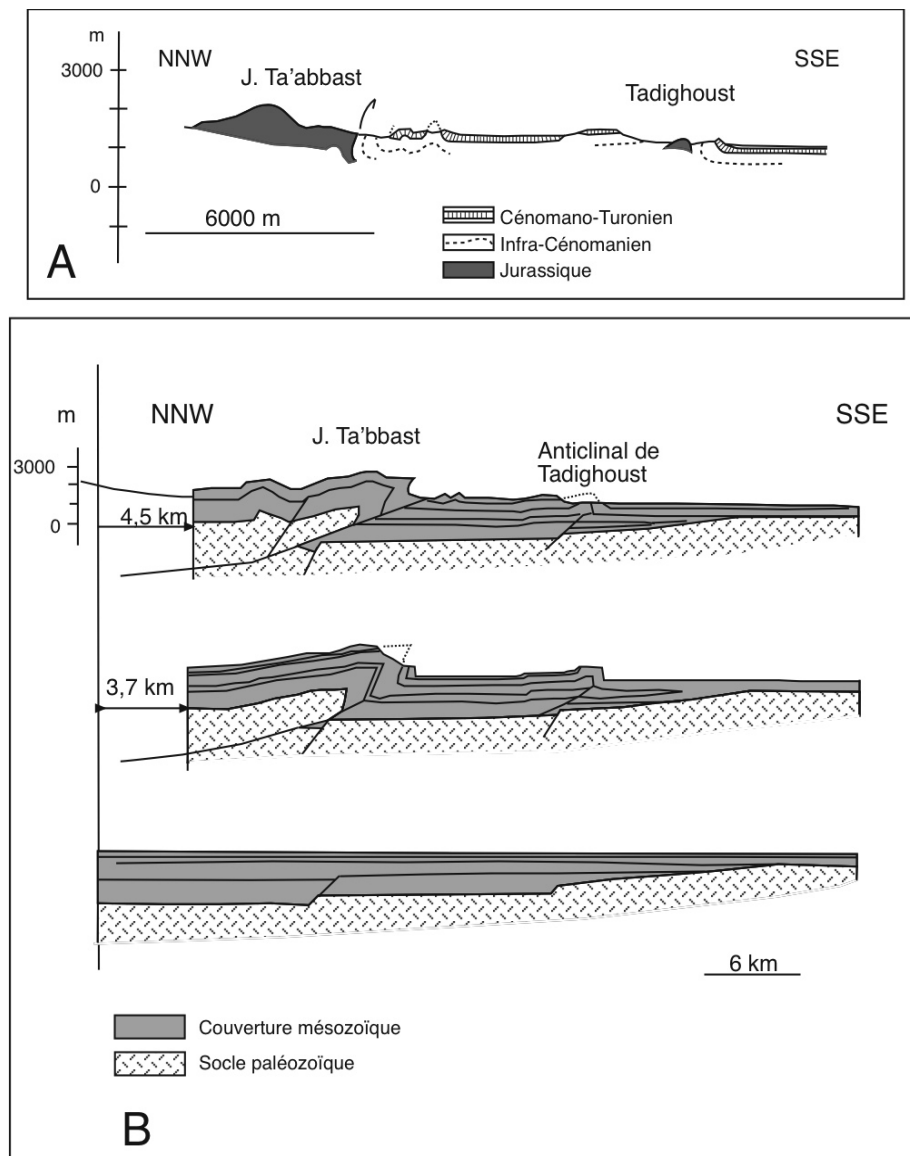 m
NNW
SSE
J. Ta'abbast
3000
Tadighoust
0
6000 m
Cénomano-Turonien
Infra-Cénomanien
Jurassique
A
NNW
SSE
m
J. Ta'bbast
Anticlinal de
Tadighoust
3000
4,5 km
0
3,7 km
6 km
Couverture mésozoïque
Socle paléozoïque
B